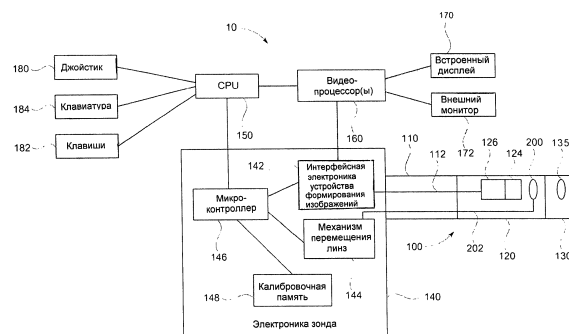 10
170
180
Джойстик
CPU
Видео-
процессор(ы)
Встроенный
дисплей
184
Клавиатура
150
160
Внешний
монитор
182
Клавиши
172
142
110
112
126
124
200
135
Интерфейсная
электроника
устройства
формирования
изображений
Микро-
контроллер
146
Механизм
перемещения
линз
100
202
120
130
148
Калибровочная
память
144
140
Электроника зонда